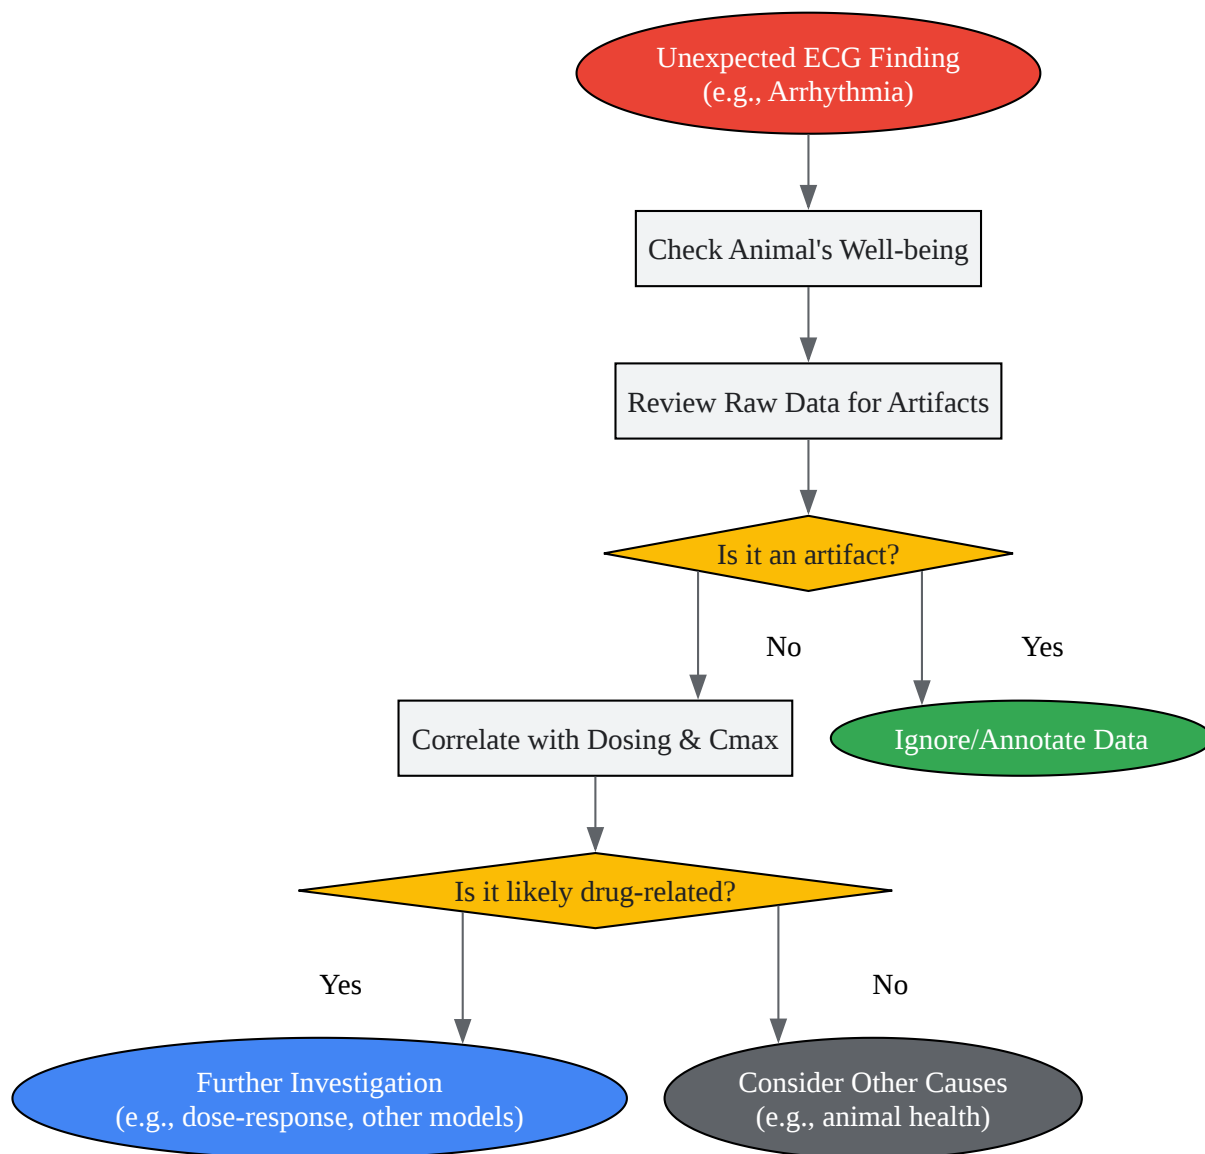 Unexpected ECG Finding
(e.g., Arrhythmia)
Check Animal's Well-being
Review Raw Data for Artifacts
Is it an artifact?
No
Yes
Correlate with Dosing & Cmax
Ignore/Annotate Data
Is it likely drug-related?
Yes
No
Further Investigation
(e.g., dose-response, other models)
Consider Other Causes
(e.g., animal health)